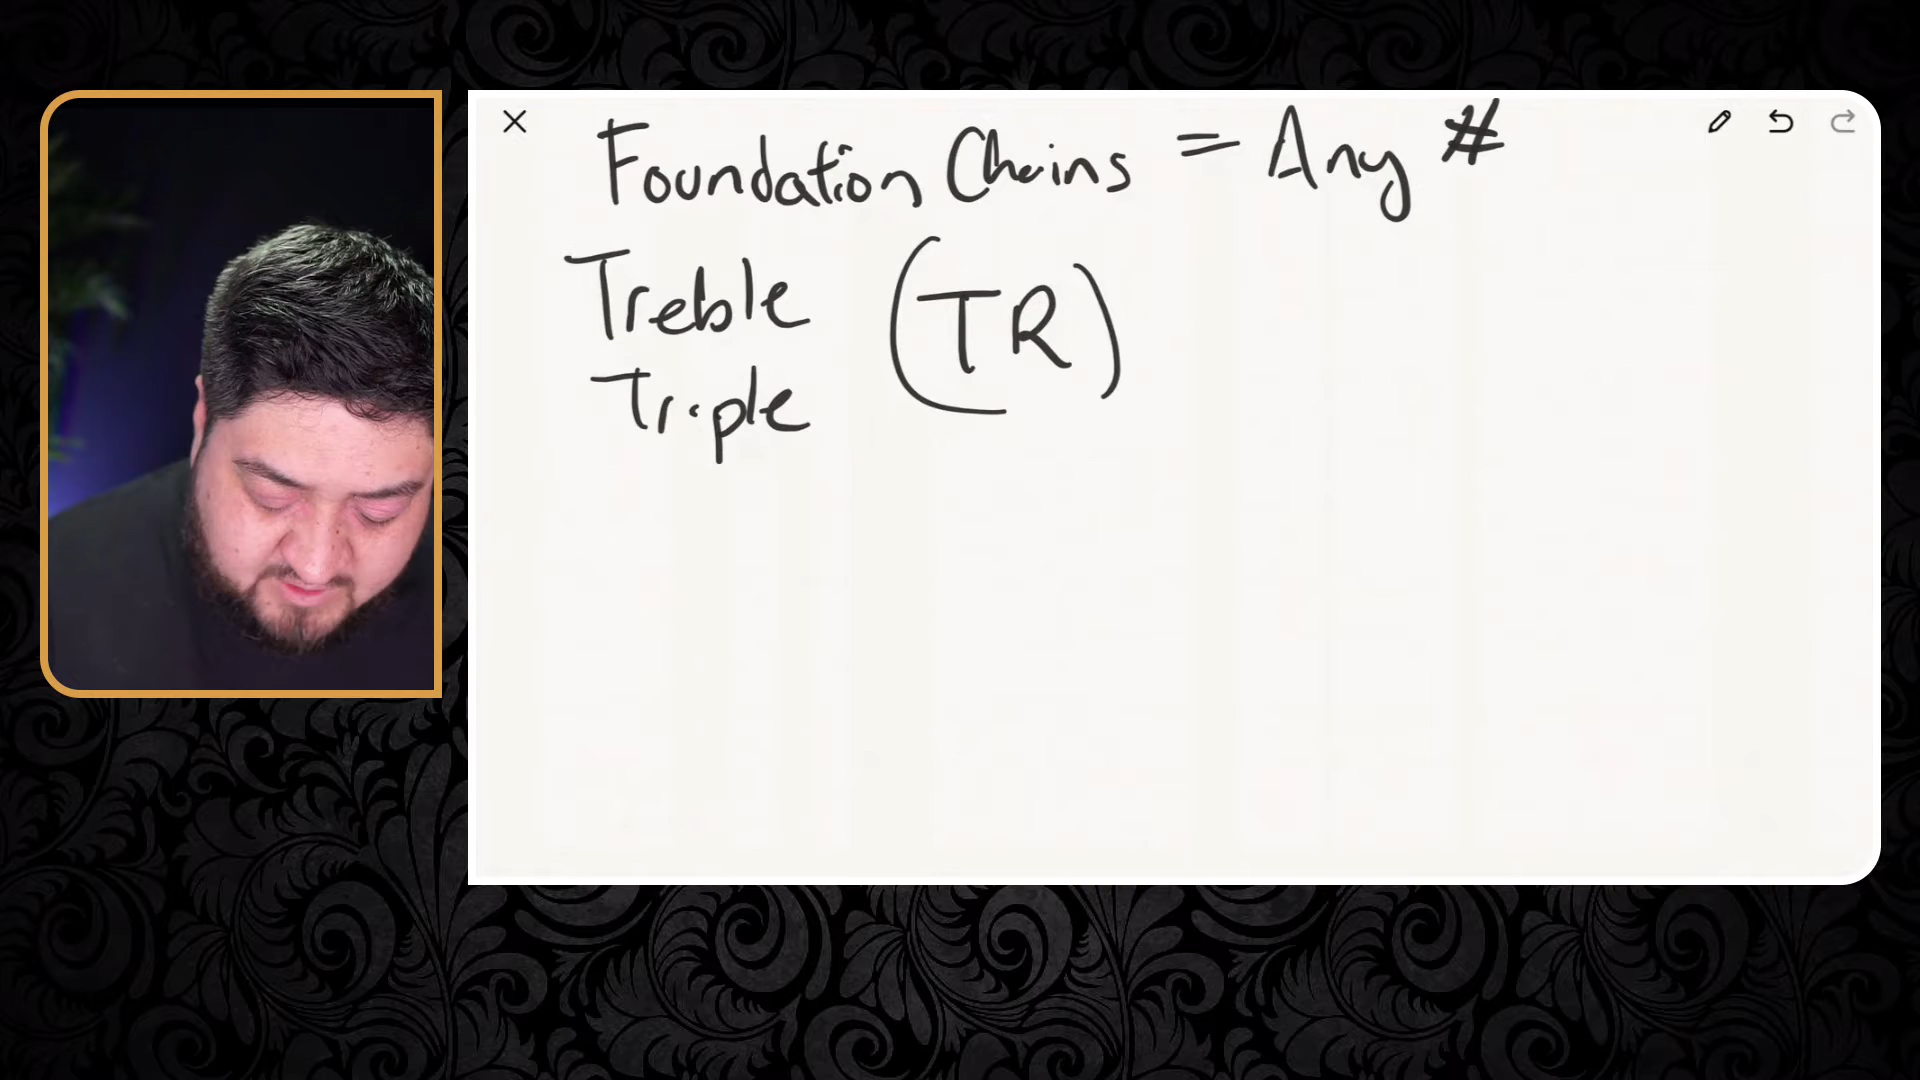 Foundation Chains = Any #
Treble (TR)
Triple